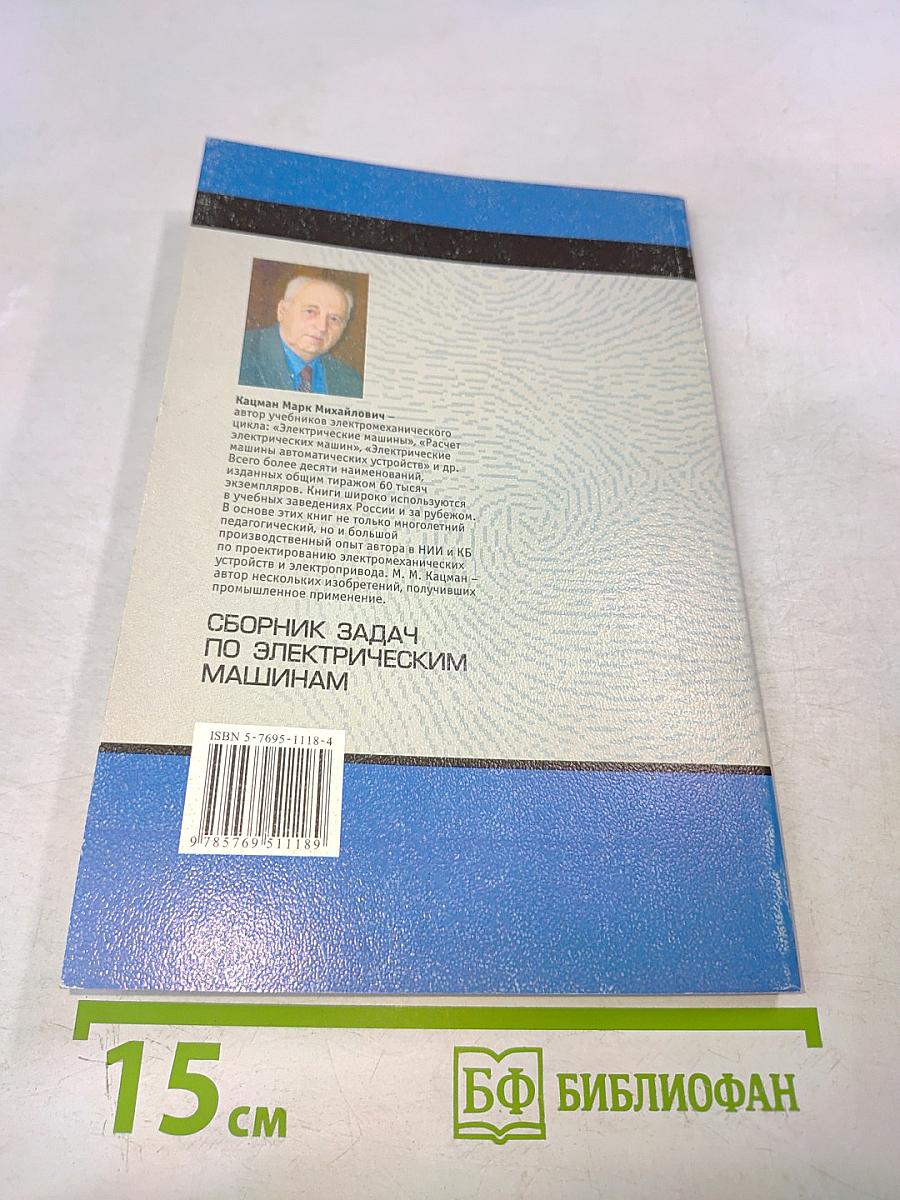 Кацман Марк Михайлович –
автор учебников электромеханического
цикла: «Электрические машины», «Расчет
электрических машин», «Электрические
машины автоматических устройств» и др.
Всего более десяти наименований,
изданных общим тиражом 60 тысяч
экземпляров. Книги широко используются
в учебных заведениях России и за рубежом.
В основе этих книг не только многолетний
педагогический, но и большой
производственный опыт автора в НИИ и КБ
по проектированию электромеханических
устройств и электропривода. М. М. Кацман –
автор нескольких изобретений, получивших
промышленное применение.
СБОРНИК ЗАДАЧ
ПО ЭЛЕКТРИЧЕСКИМ
МАШИНАМ
ISBN 5-7695-1118-4
9 785769 511189
15 см
БФ БИБЛИОФАН